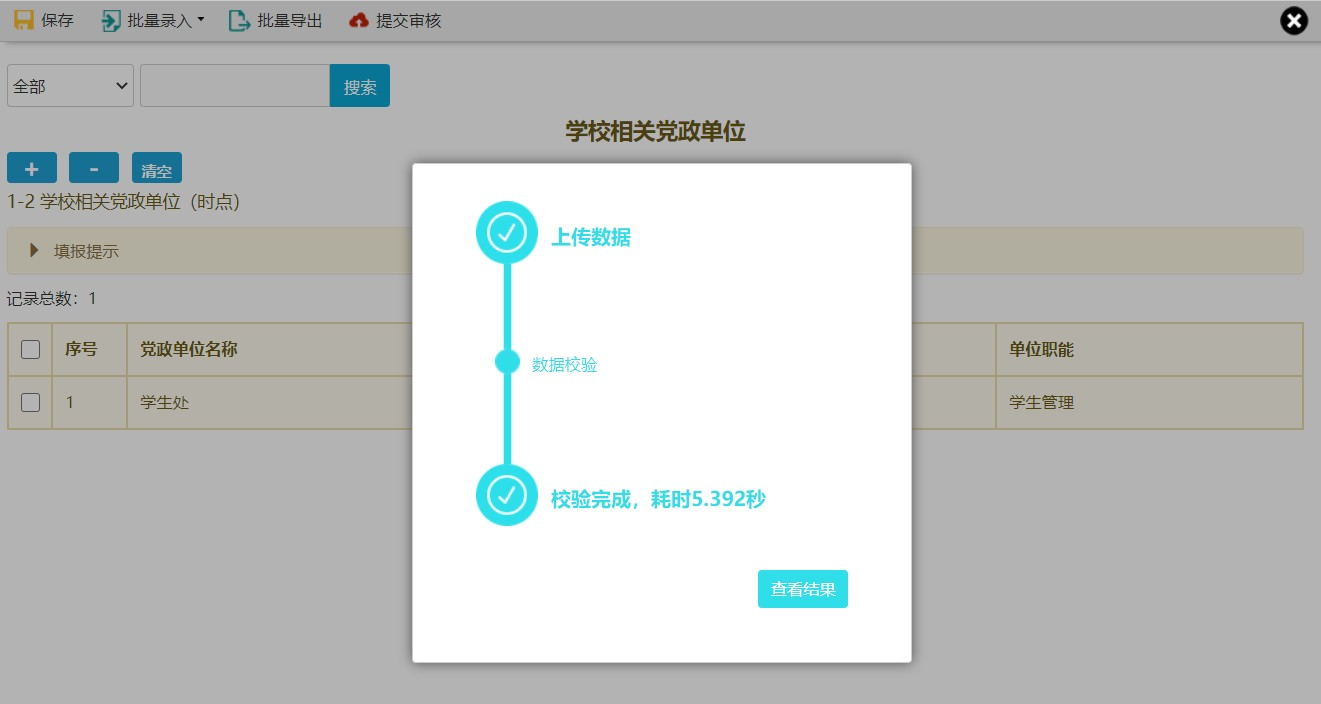 保存 批量录入 批量导出 提交审核
全部 搜索
学校相关党政单位
+ - 清空
1-2 学校相关党政单位（时点）
填报提示
记录总数：1
序号 党政单位名称 单位职能
1 学生处 学生管理
上传数据
数据校验
校验完成，耗时5.392秒
查看结果